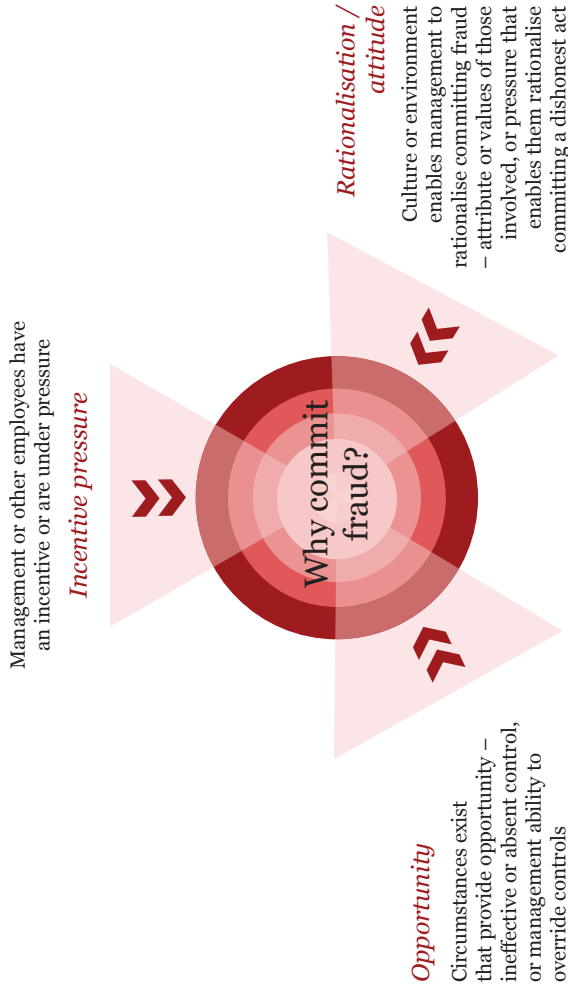 Management or other employees have
an incentive or are under pressure
Incentive pressure
Why commit
fraud?
Opportunity
Circumstances exist
that provide opportunity –
ineffective or absent control,
or management ability to
override controls
Rationalisation /
attitude
Culture or environment
enables management to
rationalise committing fraud
– attribute or values of those
involved, or pressure that
enables them rationalise
committing a dishonest act